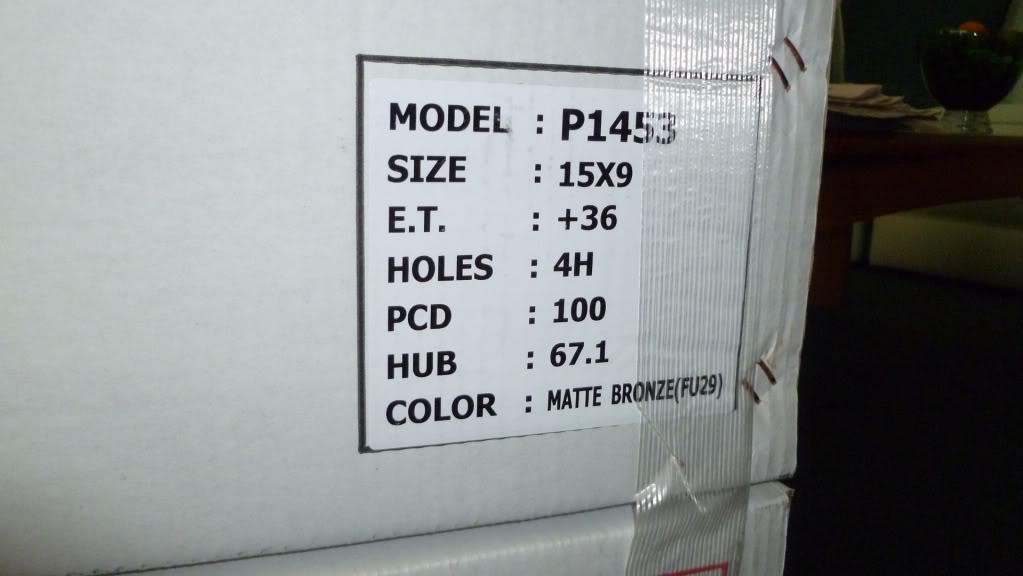 MODEL : P1453
SIZE : 15X9
E.T. : +36
HOLES : 4H
PCD : 100
HUB : 67.1
COLOR : MATTE BRONZE(FU29)